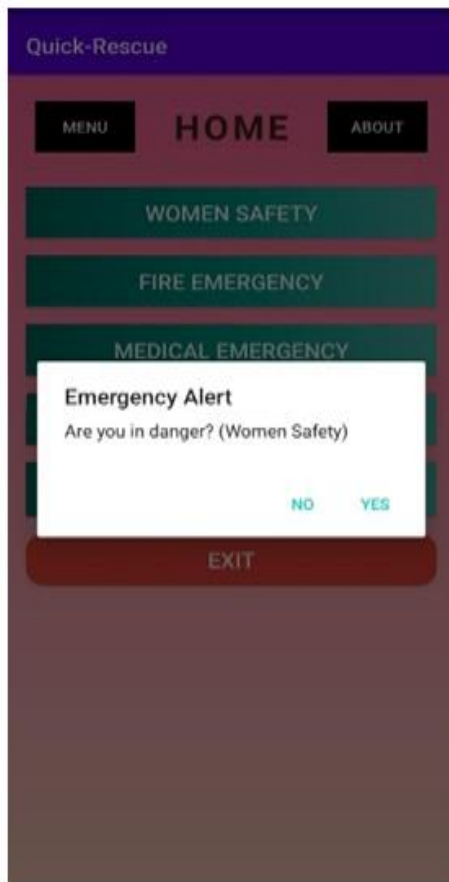 Quick-Rescue
MENU
HOME
ABOUT
WOMEN SAFETY
FIRE EMERGENCY
MEDICAL EMERGENCY
Emergency Alert
Are you in danger? (Women Safety)
NO YES
EXIT